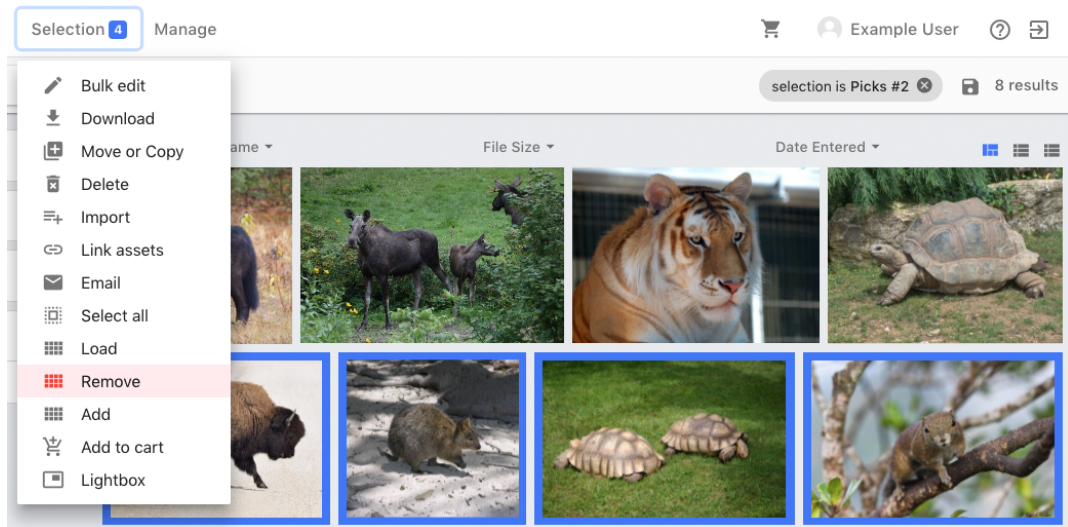 Selection 4 Manage
Example User
selection is Picks #2
8 results
Bulk edit
Download
Move or Copy
Delete
Import
Link assets
Email
Select all
Load
Remove
Add
Add to cart
Lightbox
ame
File Size
Date Entered